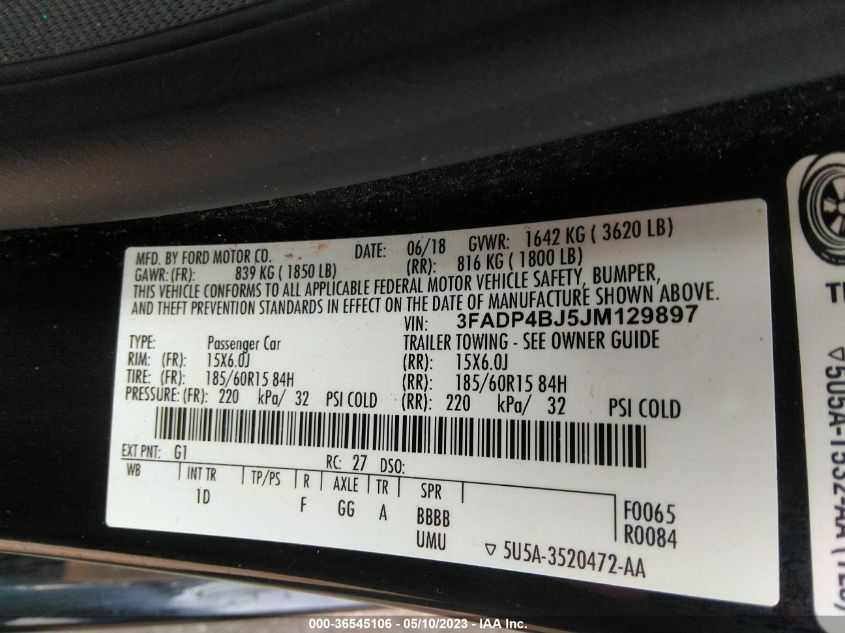 MFD. BY FORD MOTOR CO. DATE: 06/18 GVWR: 1642 KG ( 3620 LB)
GAWR: (FR): 839 KG ( 1850 LB) (RR): 816 KG ( 1800 LB)
THIS VEHICLE CONFORMS TO ALL APPLICABLE FEDERAL MOTOR VEHICLE SAFETY, BUMPER,
AND THEFT PREVENTION STANDARDS IN EFFECT ON THE DATE OF MANUFACTURE SHOWN ABOVE.
VIN: 3FADP4BJ5JM129897
TYPE: Passenger Car TRAILER TOWING - SEE OWNER GUIDE
RIM: (FR): 15X6.0J (RR): 15X6.0J
TIRE: (FR): 185/60R15 84H (RR): 185/60R15 84H
PRESSURE: (FR): 220 kPa/ 32 PSI COLD (RR): 220 kPa/ 32 PSI COLD
EXT PNT: G1 RC: 27 DSO:
WB INT TR TP/PS R AXLE TR SPR
1D F GG A BBBB F0065
UMU R0084
▽ 5U5A-3520472-AA
000-36545106 - 05/10/2023 - IAA Inc.